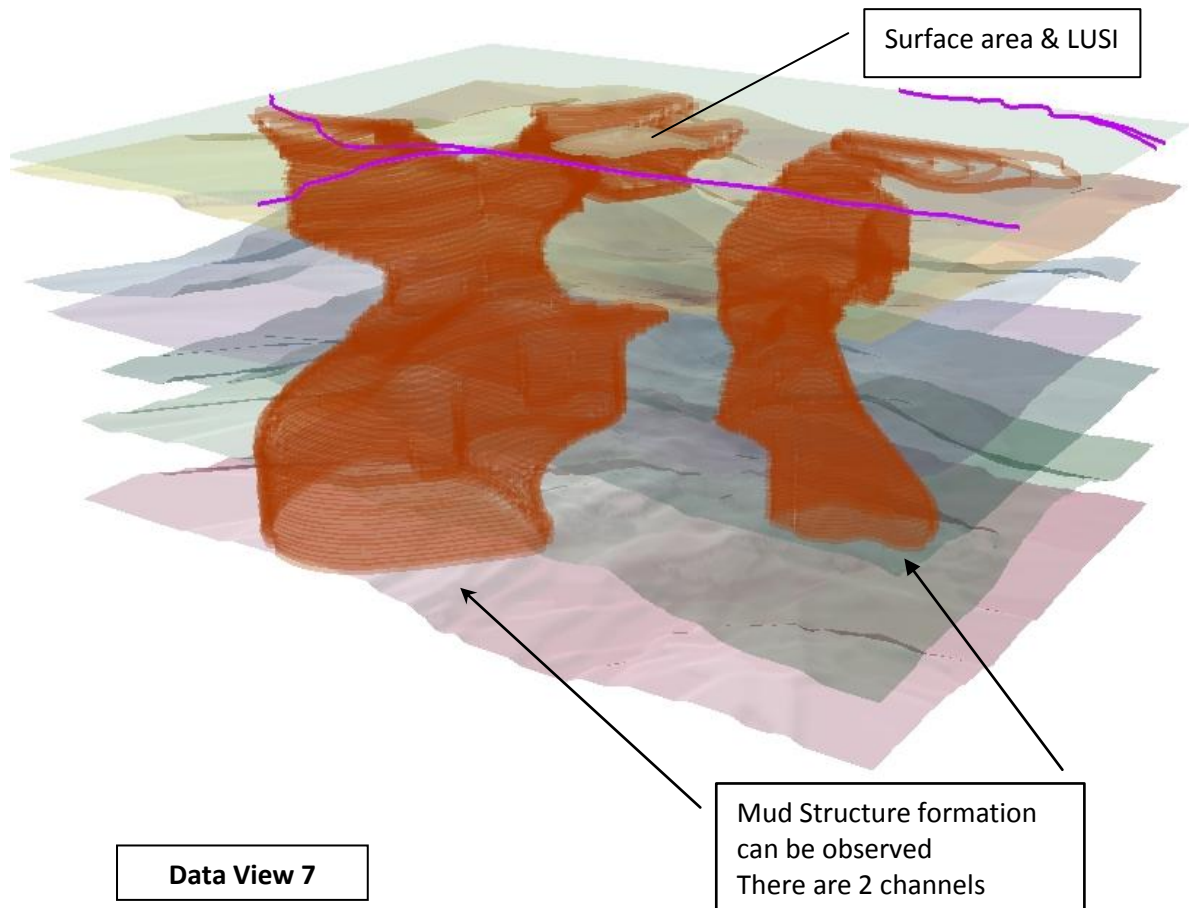 Surface area & LUSI
Mud Structure formation
can be observed
There are 2 channels
Data View 7